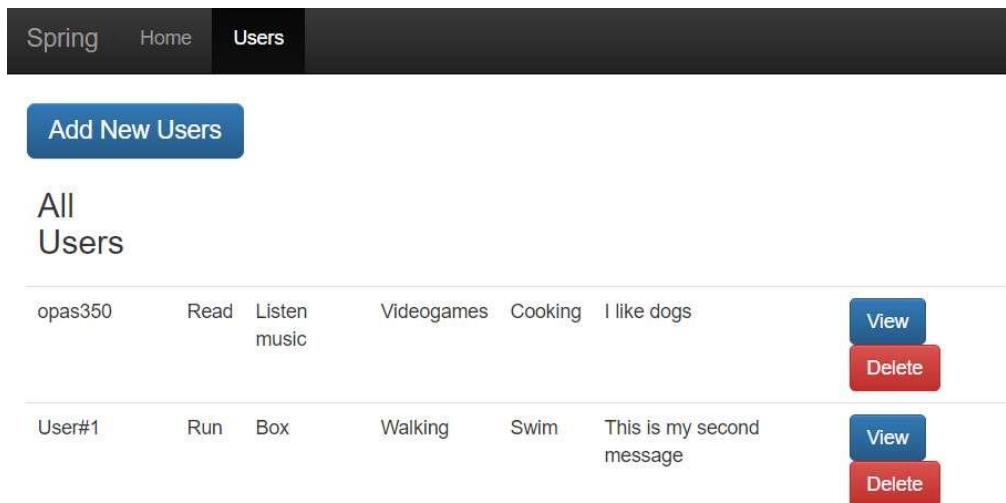 Spring Home Users
Add New Users
All
Users
opas350 Read Listen music Videogames Cooking I like dogs View
Delete
User#1 Run Box Walking Swim This is my second message View
Delete